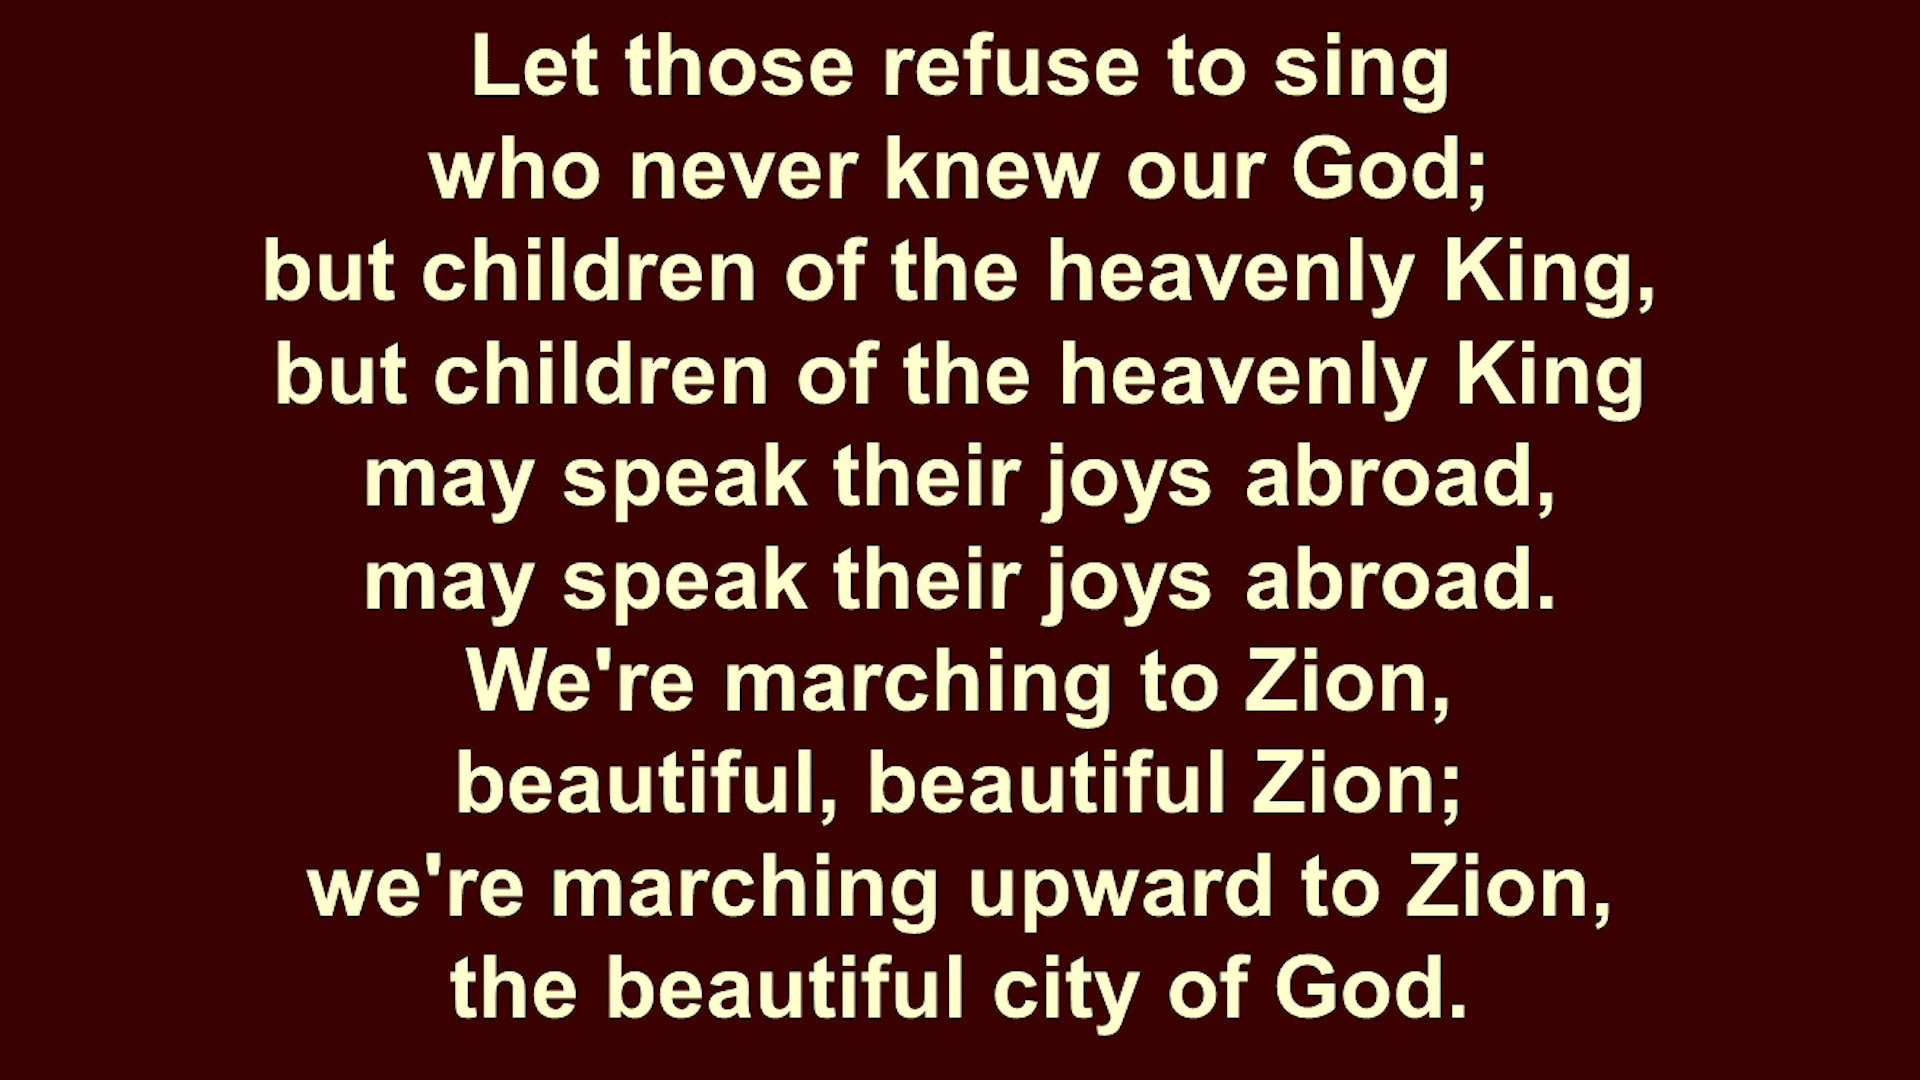 Let those refuse to sing
who never knew our God;
but children of the heavenly King,
but children of the heavenly King
may speak their joys abroad,
may speak their joys abroad.
We're marching to Zion,
beautiful, beautiful Zion;
we're marching upward to Zion,
the beautiful city of God.